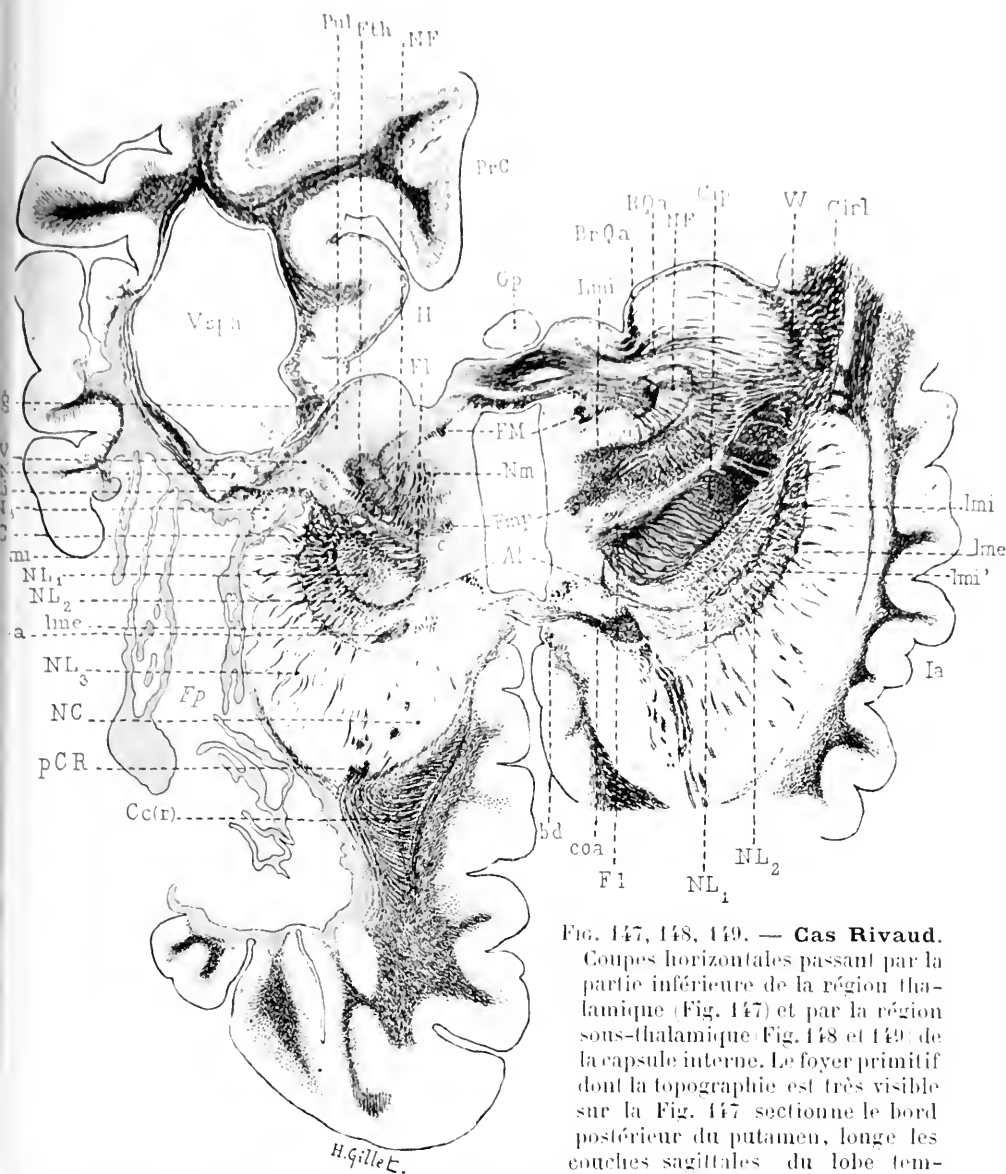 Pul Fth NF
PrC
RQa NF Cip W Cirl
BrQa
Gp Lmi
Vsph
H
Fl
FM
Nm
Fmp
c
Al
lmi
lme
lmi'
NL1
NL2
lme
NL3
Fp
NC
pCR
Cc(r)
Ia
bd
coa
Fl
NL1
NL2
H. Gillet.
FIG. 147, 148, 149. — Cas Rivaud.
Coupes horizontales passant par la
partie inférieure de la région tha-
lamique (Fig. 147) et par la région
sous-thalamique (Fig. 148 et 149) de
la capsule interne. Le foyer primitif
dont la topographie est très visible
sur la Fig. 147 sectionne le bord
postérieur du putamen, longe les
couches sagittales du lobe tem-